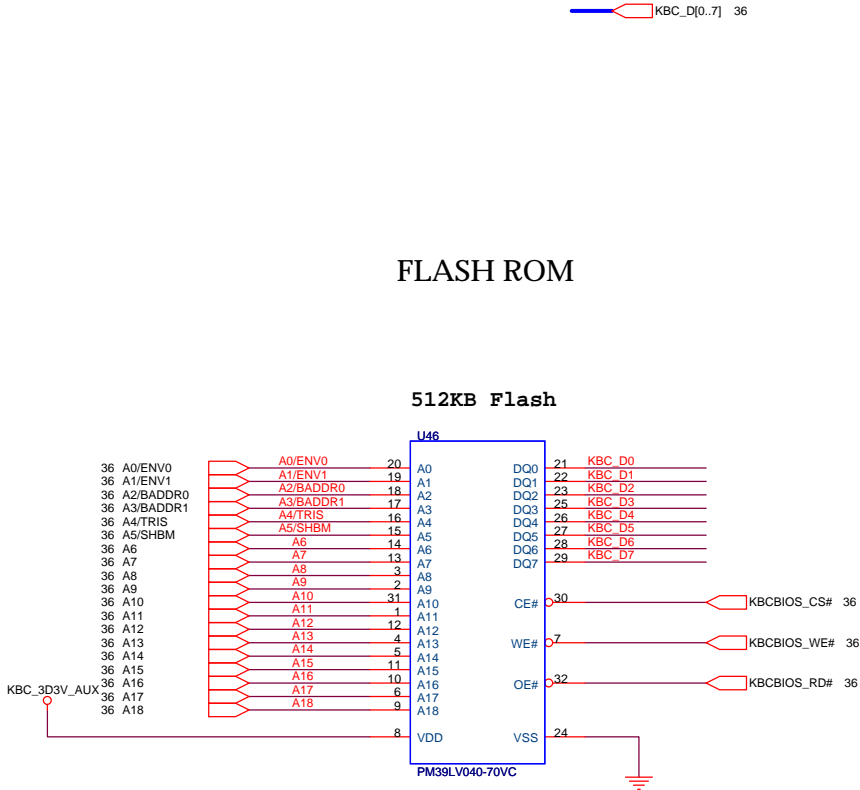 KBC_D[0..7] 36
FLASH ROM
512KB Flash
U46
36 A0/ENV0 A0/ENV0 20 A0 DQ0 21 KBC_D0
36 A1/ENV1 A1/ENV1 19 A1 DQ1 22 KBC_D1
36 A2/BADDR0 A2/BADDR0 18 A2 DQ2 23 KBC_D2
36 A3/BADDR1 A3/BADDR1 17 A3 DQ3 25 KBC_D3
36 A4/TRIS A4/TRIS 16 A4 DQ4 26 KBC_D4
36 A5/SHBM A5/SHBM 15 A5 DQ5 27 KBC_D5
36 A6 A6 14 A6 DQ6 28 KBC_D6
36 A7 A7 13 A7 DQ7 29 KBC_D7
36 A8 A8 3 A8
36 A9 A9 2 A9
36 A10 A10 31 A10 CE# 30 KBCBIOS_CS# 36
36 A11 A11 1 A11
36 A12 A12 12 A12
36 A13 A13 4 A13 WE# 7 KBCBIOS_WE# 36
36 A14 A14 5 A14
36 A15 A15 11 A15
36 A16 A16 10 A16 OE# 32 KBCBIOS_RD# 36
KBC_3D3V_AUX 36 A17 A17 6 A17
36 A18 A18 9 A18
8 VDD VSS 24
PM39LV040-70VC